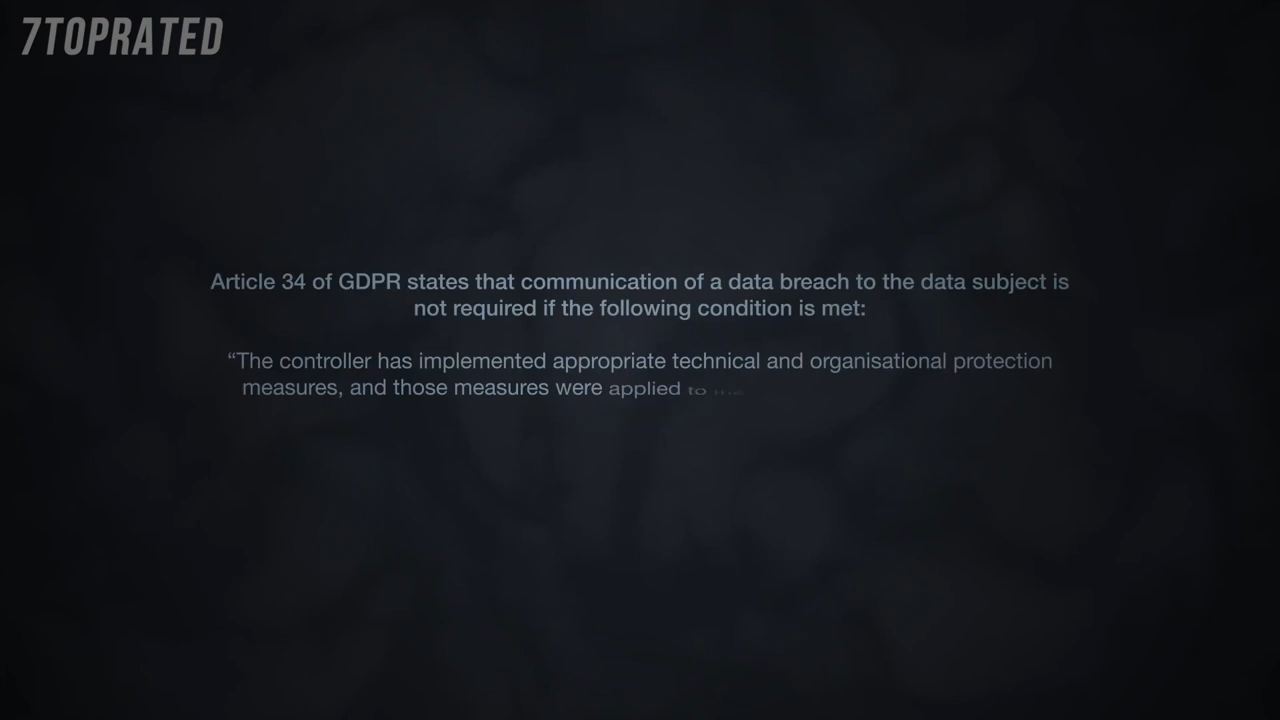 7TOPRATED
Article 34 of GDPR states that communication of a data breach to the data subject is
not required if the following condition is met:
“The controller has implemented appropriate technical and organisational protection
measures, and those measures were applied to